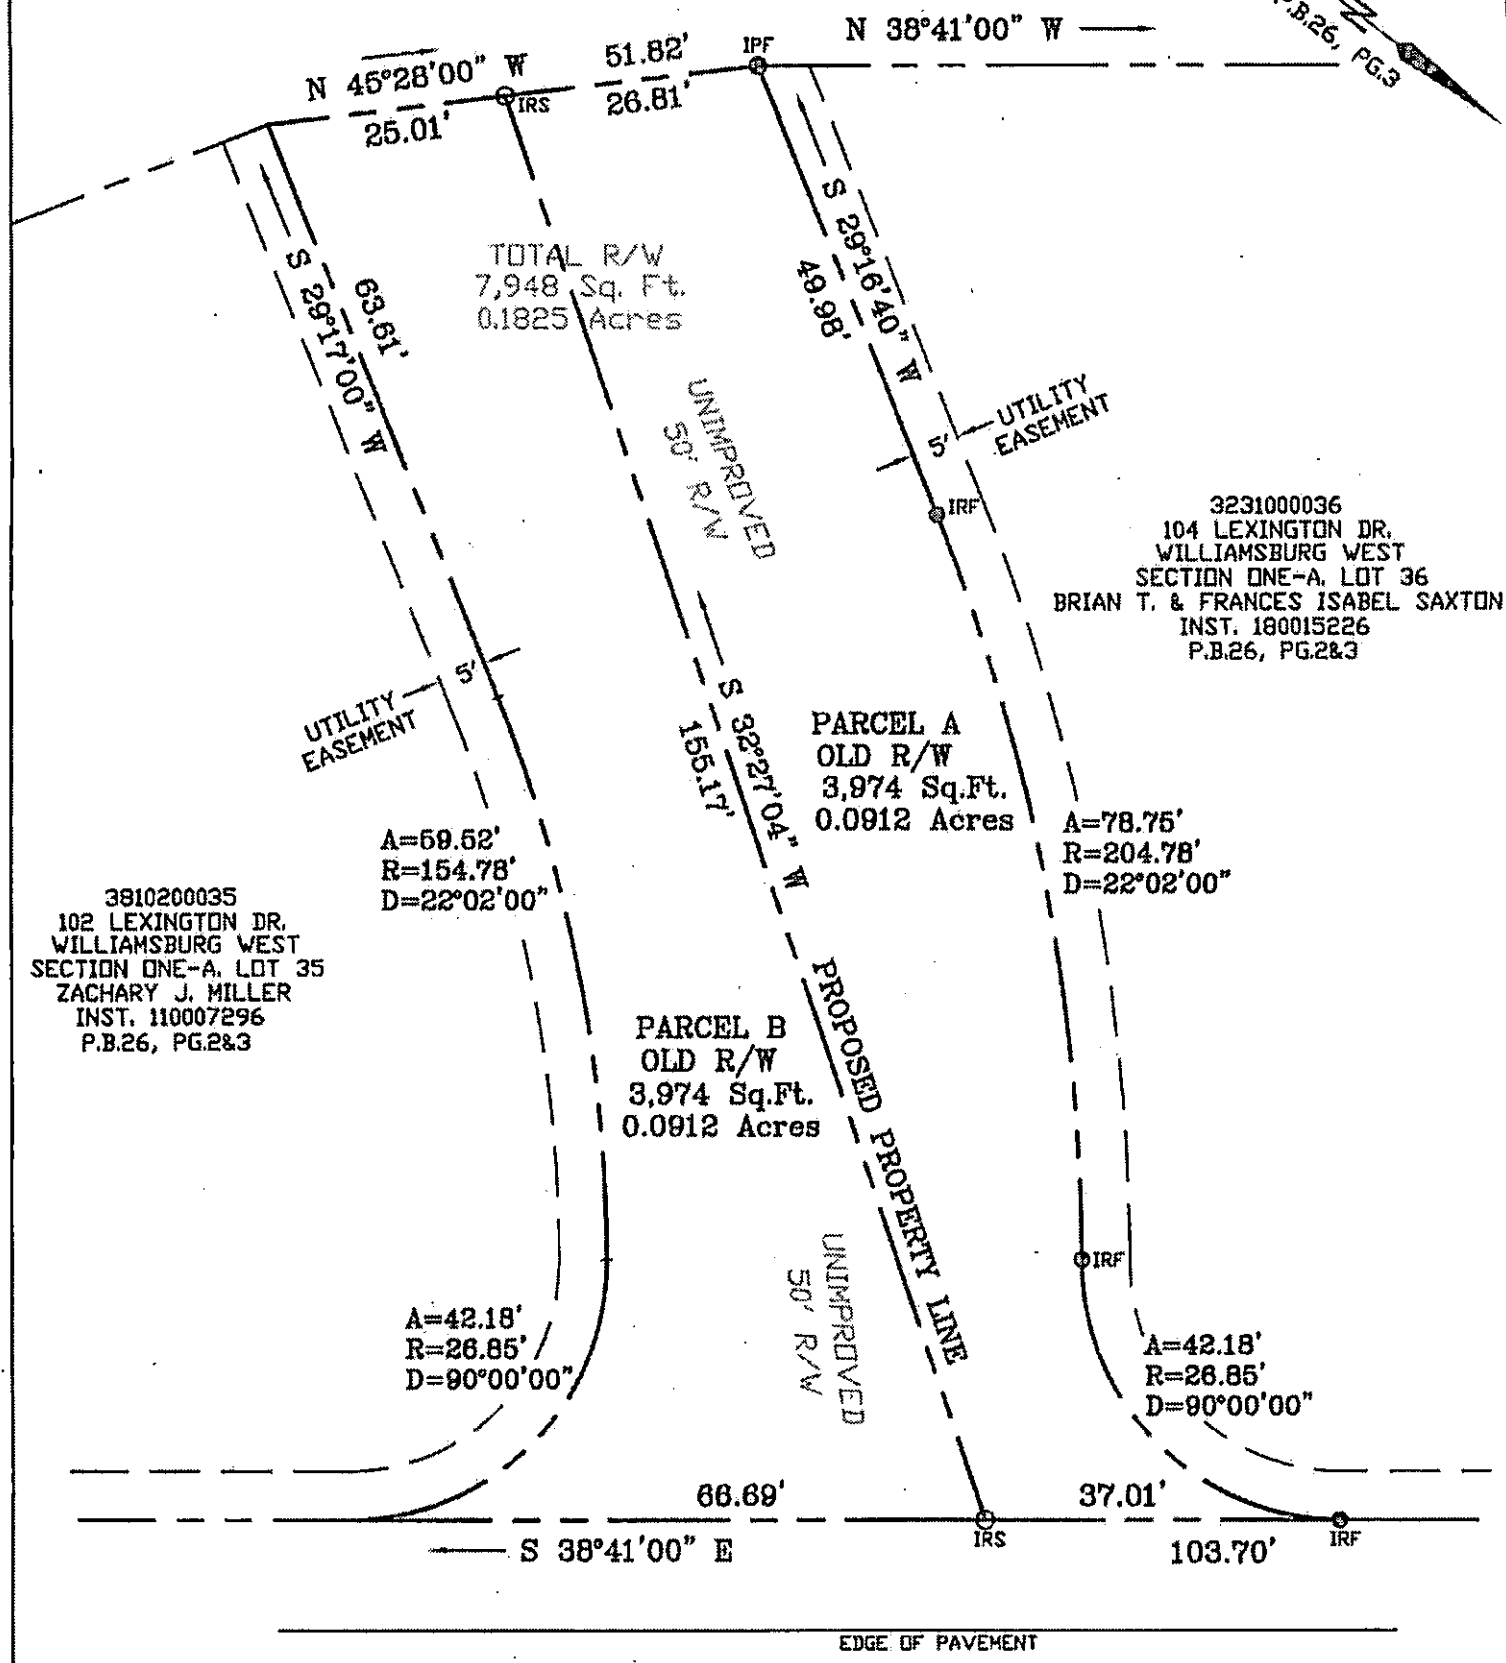 N
P.B.26, PG.3
N 38°41'00" W
N 45°28'00" W
51.82'
IPF
25.01'
IRS
26.81'
S 29°17'00" W
63.61'
TOTAL R/W
7,948 Sq. Ft.
0.1825 Acres
S 29°16'40" W
49.98'
UNIMPROVED
50' R/W
5'
UTILITY
EASEMENT
IRF
3231000036
104 LEXINGTON DR.
WILLIAMSBURG WEST
SECTION ONE-A, LOT 36
BRIAN T. & FRANCES ISABEL SAXTON
INST. 180015226
P.B.26, PG.2&3
5'
UTILITY
EASEMENT
S 32°27'04" W
155.17'
PARCEL A
OLD R/W
3,974 Sq.Ft.
0.0912 Acres
A=59.52'
R=154.78'
D=22°02'00"
A=78.75'
R=204.78'
D=22°02'00"
3810200035
102 LEXINGTON DR.
WILLIAMSBURG WEST
SECTION ONE-A, LOT 35
ZACHARY J. MILLER
INST. 110007296
P.B.26, PG.2&3
PARCEL B
OLD R/W
3,974 Sq.Ft.
0.0912 Acres
PROPOSED PROPERTY LINE
UNIMPROVED
50' R/W
IRF
A=42.18'
R=26.85'
D=90°00'00"
A=42.18'
R=26.85'
D=90°00'00"
66.69'
37.01'
S 38°41'00" E
IRS
103.70'
IRF
EDGE OF PAVEMENT